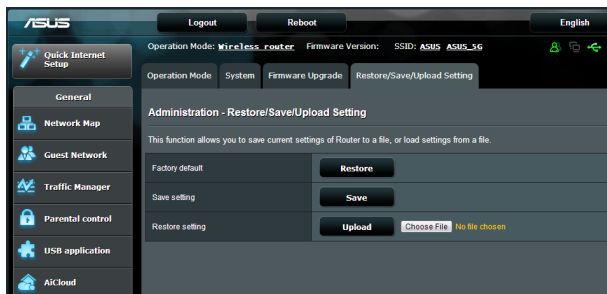 ASUS
Logout
Reboot
English
Quick Internet
Setup
Operation Mode: Wireless router Firmware Version: SSID: ASUS ASUS_5G
Operation Mode
System
Firmware Upgrade
Restore/Save/Upload Setting
General
Network Map
Guest Network
Traffic Manager
Parental control
USB application
AiCloud
Administration - Restore/Save/Upload Setting
This function allows you to save current settings of Router to a file, or load settings from a file.
Factory default
Restore
Save setting
Save
Restore setting
Upload
Choose File No file chosen